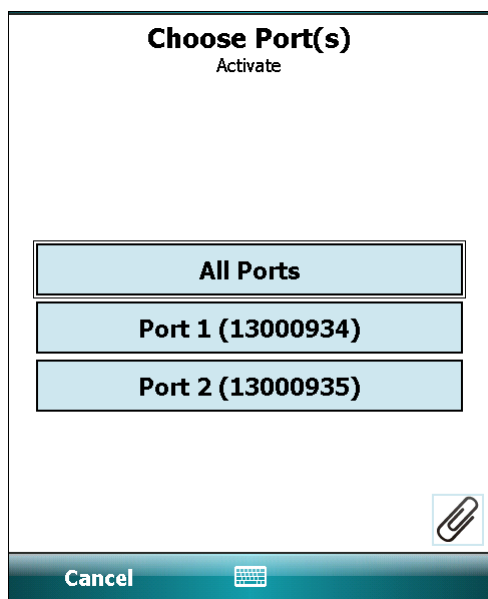 Choose Port(s)
Activate
All Ports
Port 1 (13000934)
Port 2 (13000935)
Cancel